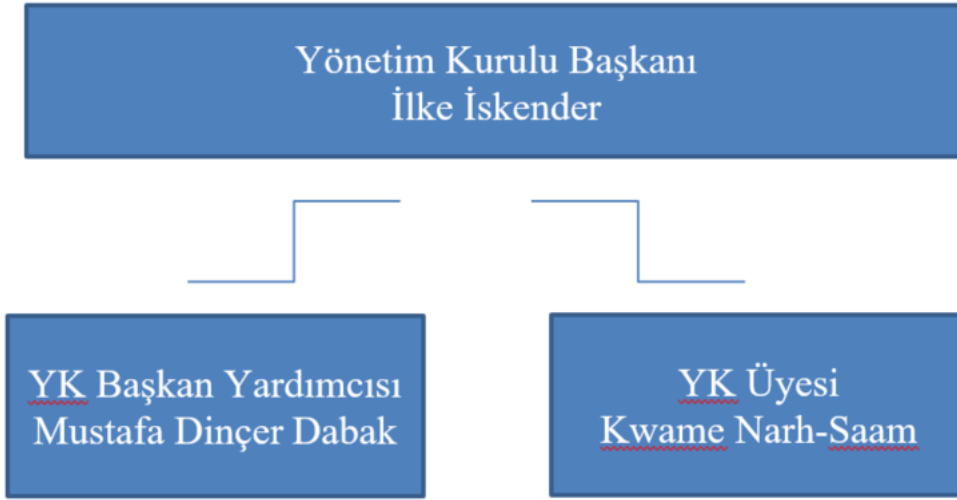 Yönetim Kurulu Başkanı
İlke İskender
YK Başkan Yardımcısı
Mustafa Dinçer Dabak
YK Üyesi
Kwame Narh-Saam